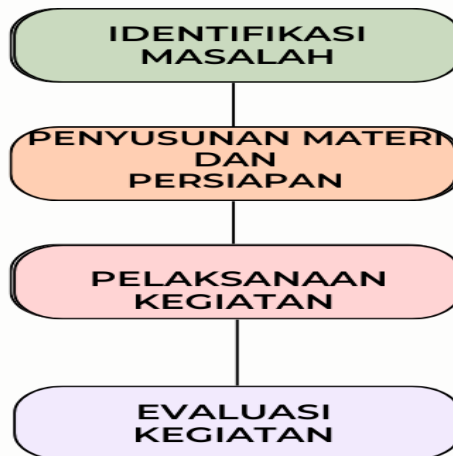 IDENTIFIKASI
MASALAH
PENYUSUNAN MATERI
DAN
PERSIAPAN
PELAKSANAAN
KEGIATAN
EVALUASI
KEGIATAN